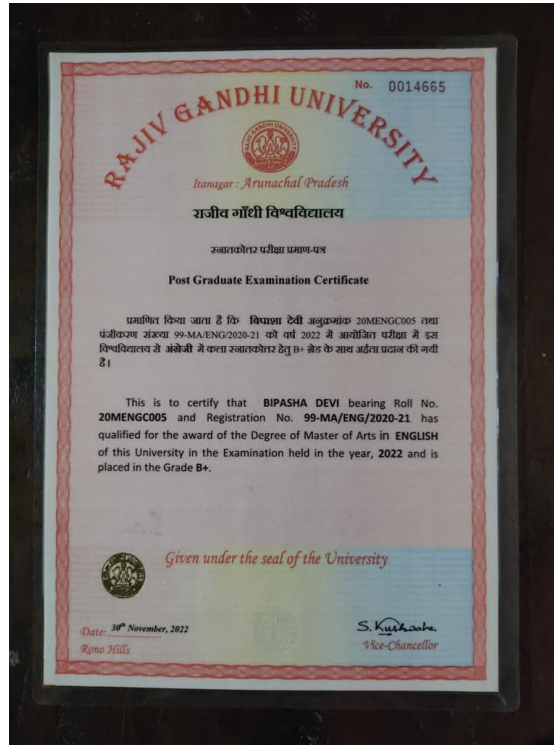 No. 0014665
RAJIV GANDHI UNIVERSITY
RAJIV GANDHI UNIVERSITY
Itanagar : Arunachal Pradesh
राजीव गाँधी विश्वविद्यालय
स्नातकोत्तर परीक्षा प्रमाण-पत्र
Post Graduate Examination Certificate
प्रमाणित किया जाता है कि बिपाशा देवी अनुक्रमांक 20MENGC005 तथा
पंजीकरण संख्या 99-MA/ENG/2020-21 को वर्ष 2022 में आयोजित परीक्षा में इस
विश्वविद्यालय से अंग्रेजी में कला स्नातकोत्तर हेतु B+ ग्रेड के साथ अर्हता प्रदान की गयी
है।
This is to certify that BIPASHA DEVI bearing Roll No.
20MENGC005 and Registration No. 99-MA/ENG/2020-21 has
qualified for the award of the Degree of Master of Arts in ENGLISH
of this University in the Examination held in the year, 2022 and is
placed in the Grade B+.
Given under the seal of the University
Date: 30th November, 2022
Rono Hills
S. Kushwaha
Vice-Chancellor